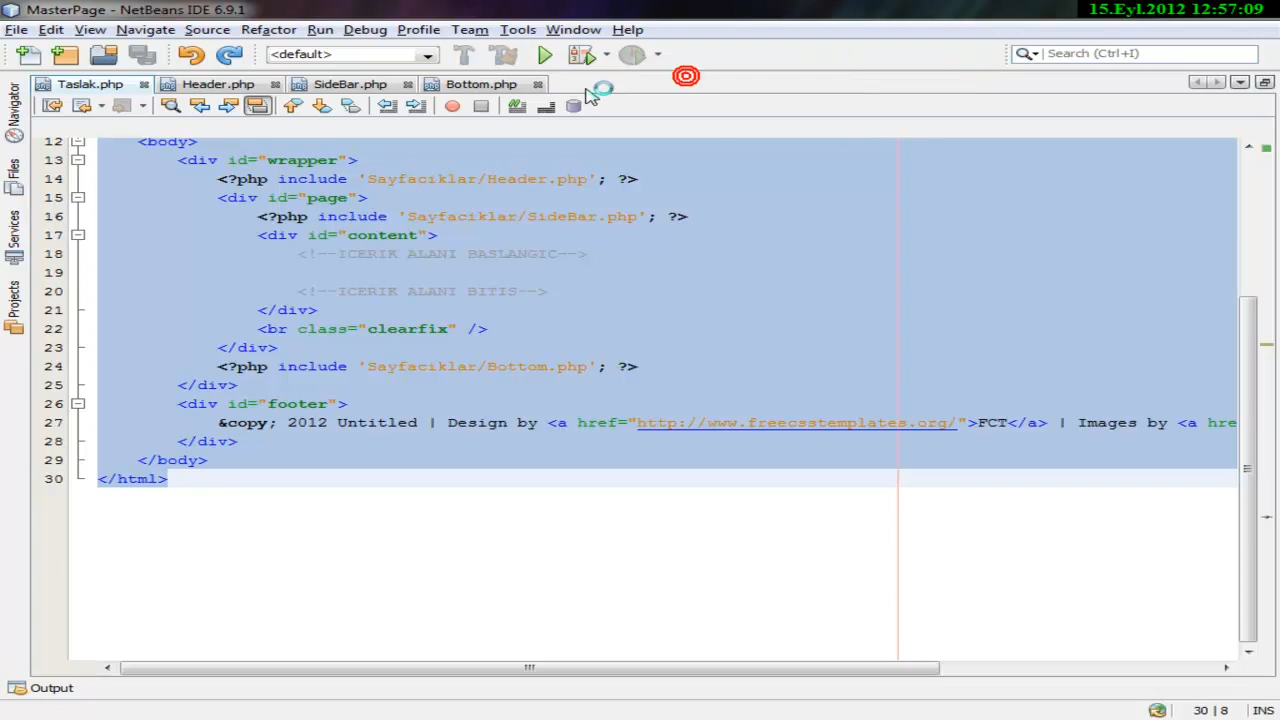 MasterPage - NetBeans IDE 6.9.1
15.Eyl.2012 12:57:09
File Edit View Navigate Source Refactor Run Debug Profile Team Tools Window Help
<default>
Search (Ctrl+I)
Taslak.php Header.php SideBar.php Bottom.php
Navigator
Files
Services
Projects
12 <body>
13 <div id="wrapper">
14 <?php include 'Sayfaciklar/Header.php'; ?>
15 <div id="page">
16 <?php include 'Sayfaciklar/SideBar.php'; ?>
17 <div id="content">
18 <!--ICERIK ALANI BASLANGIC-->
19
20 <!--ICERIK ALANI BITIS-->
21 </div>
22 <br class="clearfix" />
23 </div>
24 <?php include 'Sayfaciklar/Bottom.php'; ?>
25 </div>
26 <div id="footer">
27 &copy; 2012 Untitled | Design by <a href="http://www.freecsstemplates.org/">FCT</a> | Images by <a hre
28 </div>
29 </body>
30 </html>
Output
30 | 8 INS